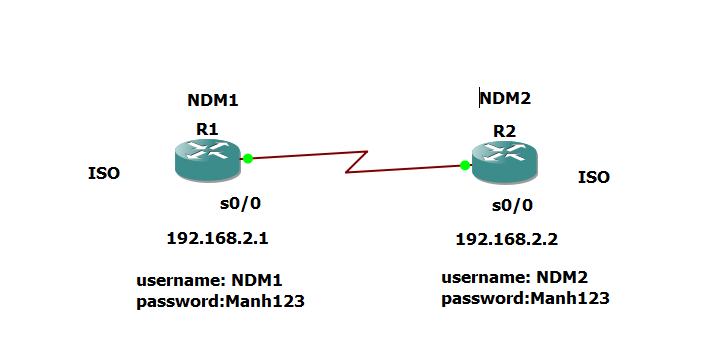 NDM1
NDM2
R1
R2
ISO
ISO
s0/0
s0/0
192.168.2.1
192.168.2.2
username: NDM1
password:Manh123
username: NDM2
password:Manh123